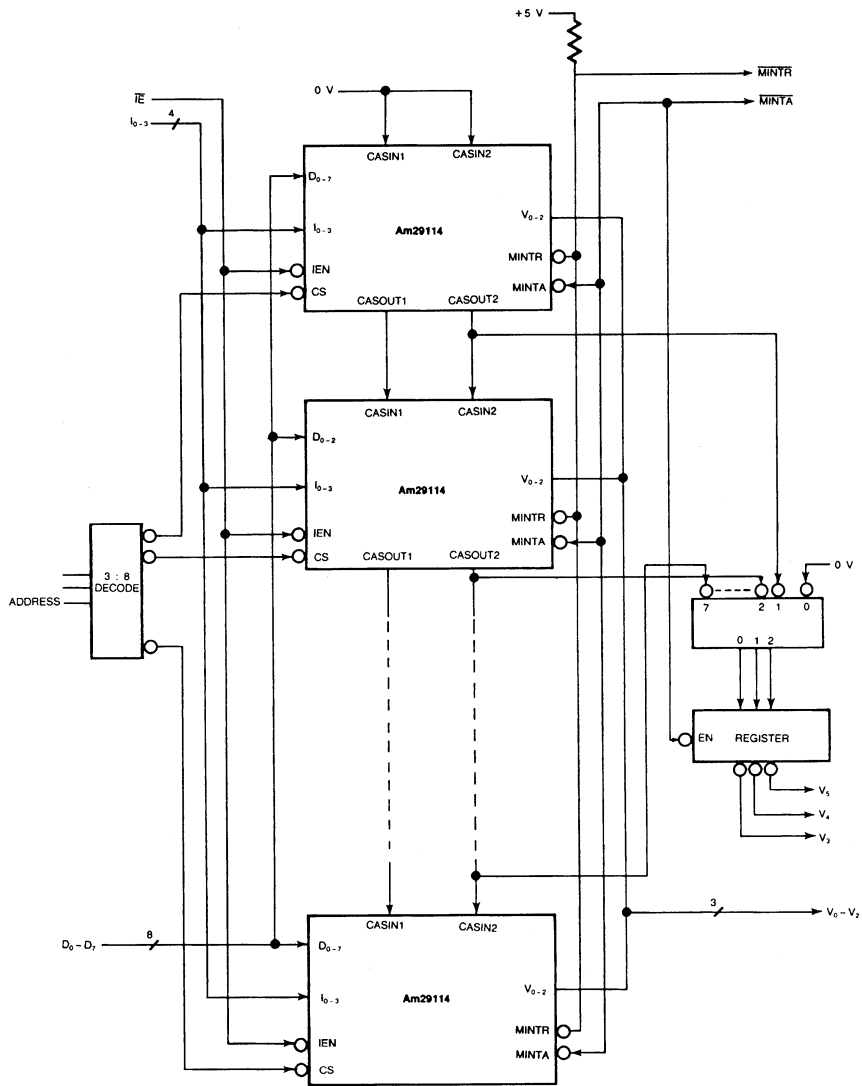 +5 V
MINTR
IE
0 V
MINTA
I0-3
4
CASIN1
CASIN2
D0-7
V0-2
I0-3
Am29114
MINTR
IEN
MINTA
CS
CASOUT1
CASOUT2
CASIN1
CASIN2
D0-2
V0-2
I0-3
Am29114
MINTR
IEN
MINTA
CS
CASOUT1
CASOUT2
3 : 8
DECODE
ADDRESS
0 V
7
2
1
0
0 1 2
EN
REGISTER
V5
V4
V3
CASIN1
CASIN2
3
V0-V2
D0-D7
8
D0-7
V0-2
I0-3
Am29114
MINTR
IEN
MINTA
CS